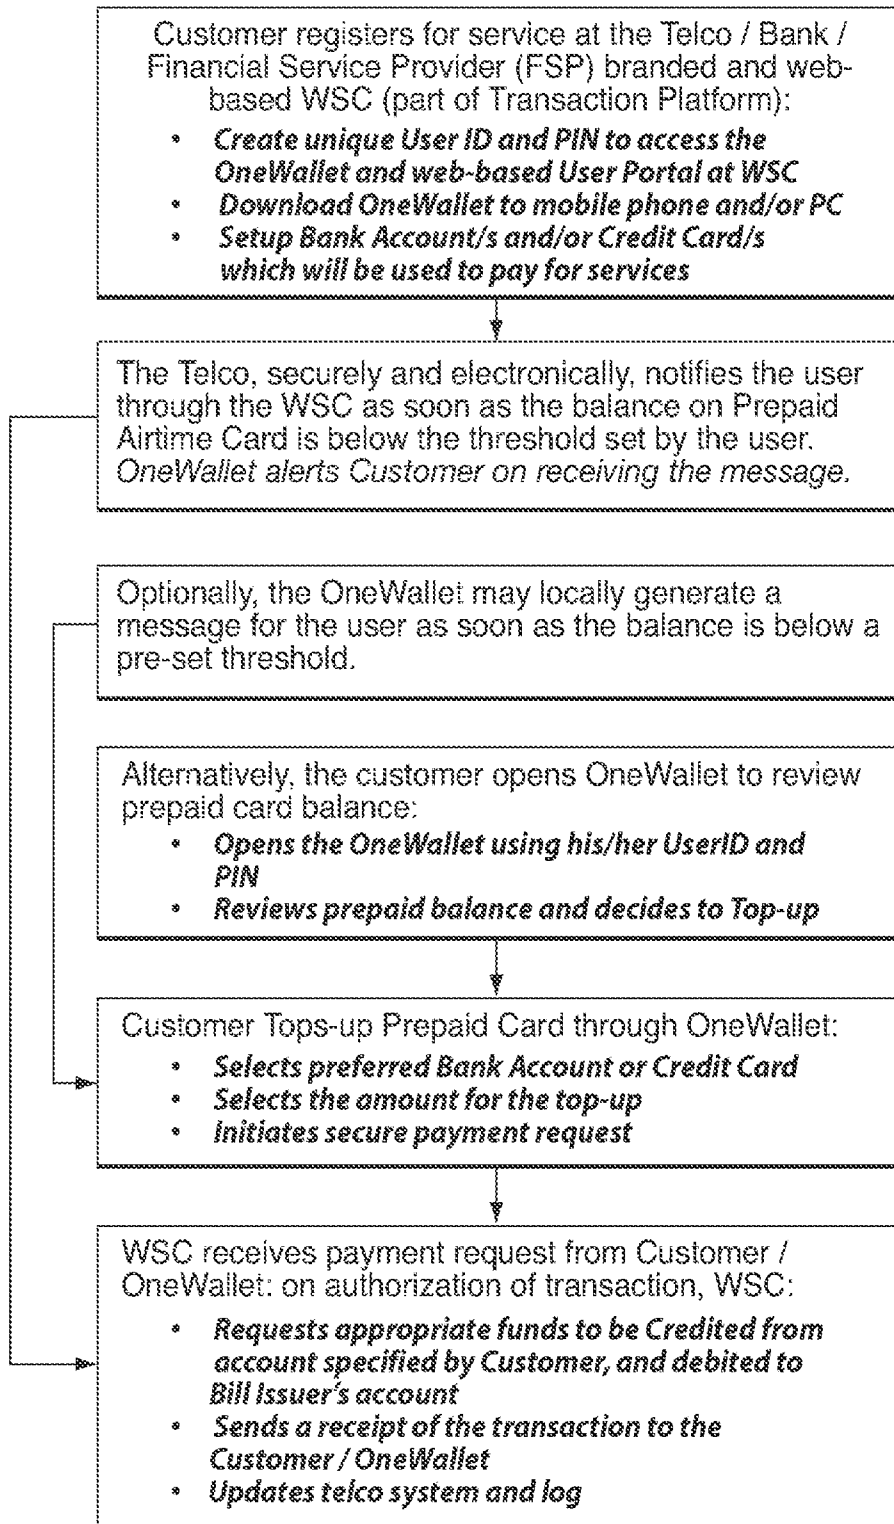 Customer registers for service at the Telco / Bank /
Financial Service Provider (FSP) branded and web-
based WSC (part of Transaction Platform):
• Create unique User ID and PIN to access the
OneWallet and web-based User Portal at WSC
• Download OneWallet to mobile phone and/or PC
• Setup Bank Account/s and/or Credit Card/s
which will be used to pay for services
The Telco, securely and electronically, notifies the user
through the WSC as soon as the balance on Prepaid
Airtime Card is below the threshold set by the user.
OneWallet alerts Customer on receiving the message.
Optionally, the OneWallet may locally generate a
message for the user as soon as the balance is below a
pre-set threshold.
Alternatively, the customer opens OneWallet to review
prepaid card balance:
• Opens the OneWallet using his/her UserID and
PIN
• Reviews prepaid balance and decides to Top-up
Customer Tops-up Prepaid Card through OneWallet:
• Selects preferred Bank Account or Credit Card
• Selects the amount for the top-up
• Initiates secure payment request
WSC receives payment request from Customer /
OneWallet: on authorization of transaction, WSC:
• Requests appropriate funds to be Credited from
account specified by Customer, and debited to
Bill Issuer's account
• Sends a receipt of the transaction to the
Customer / OneWallet
• Updates telco system and log